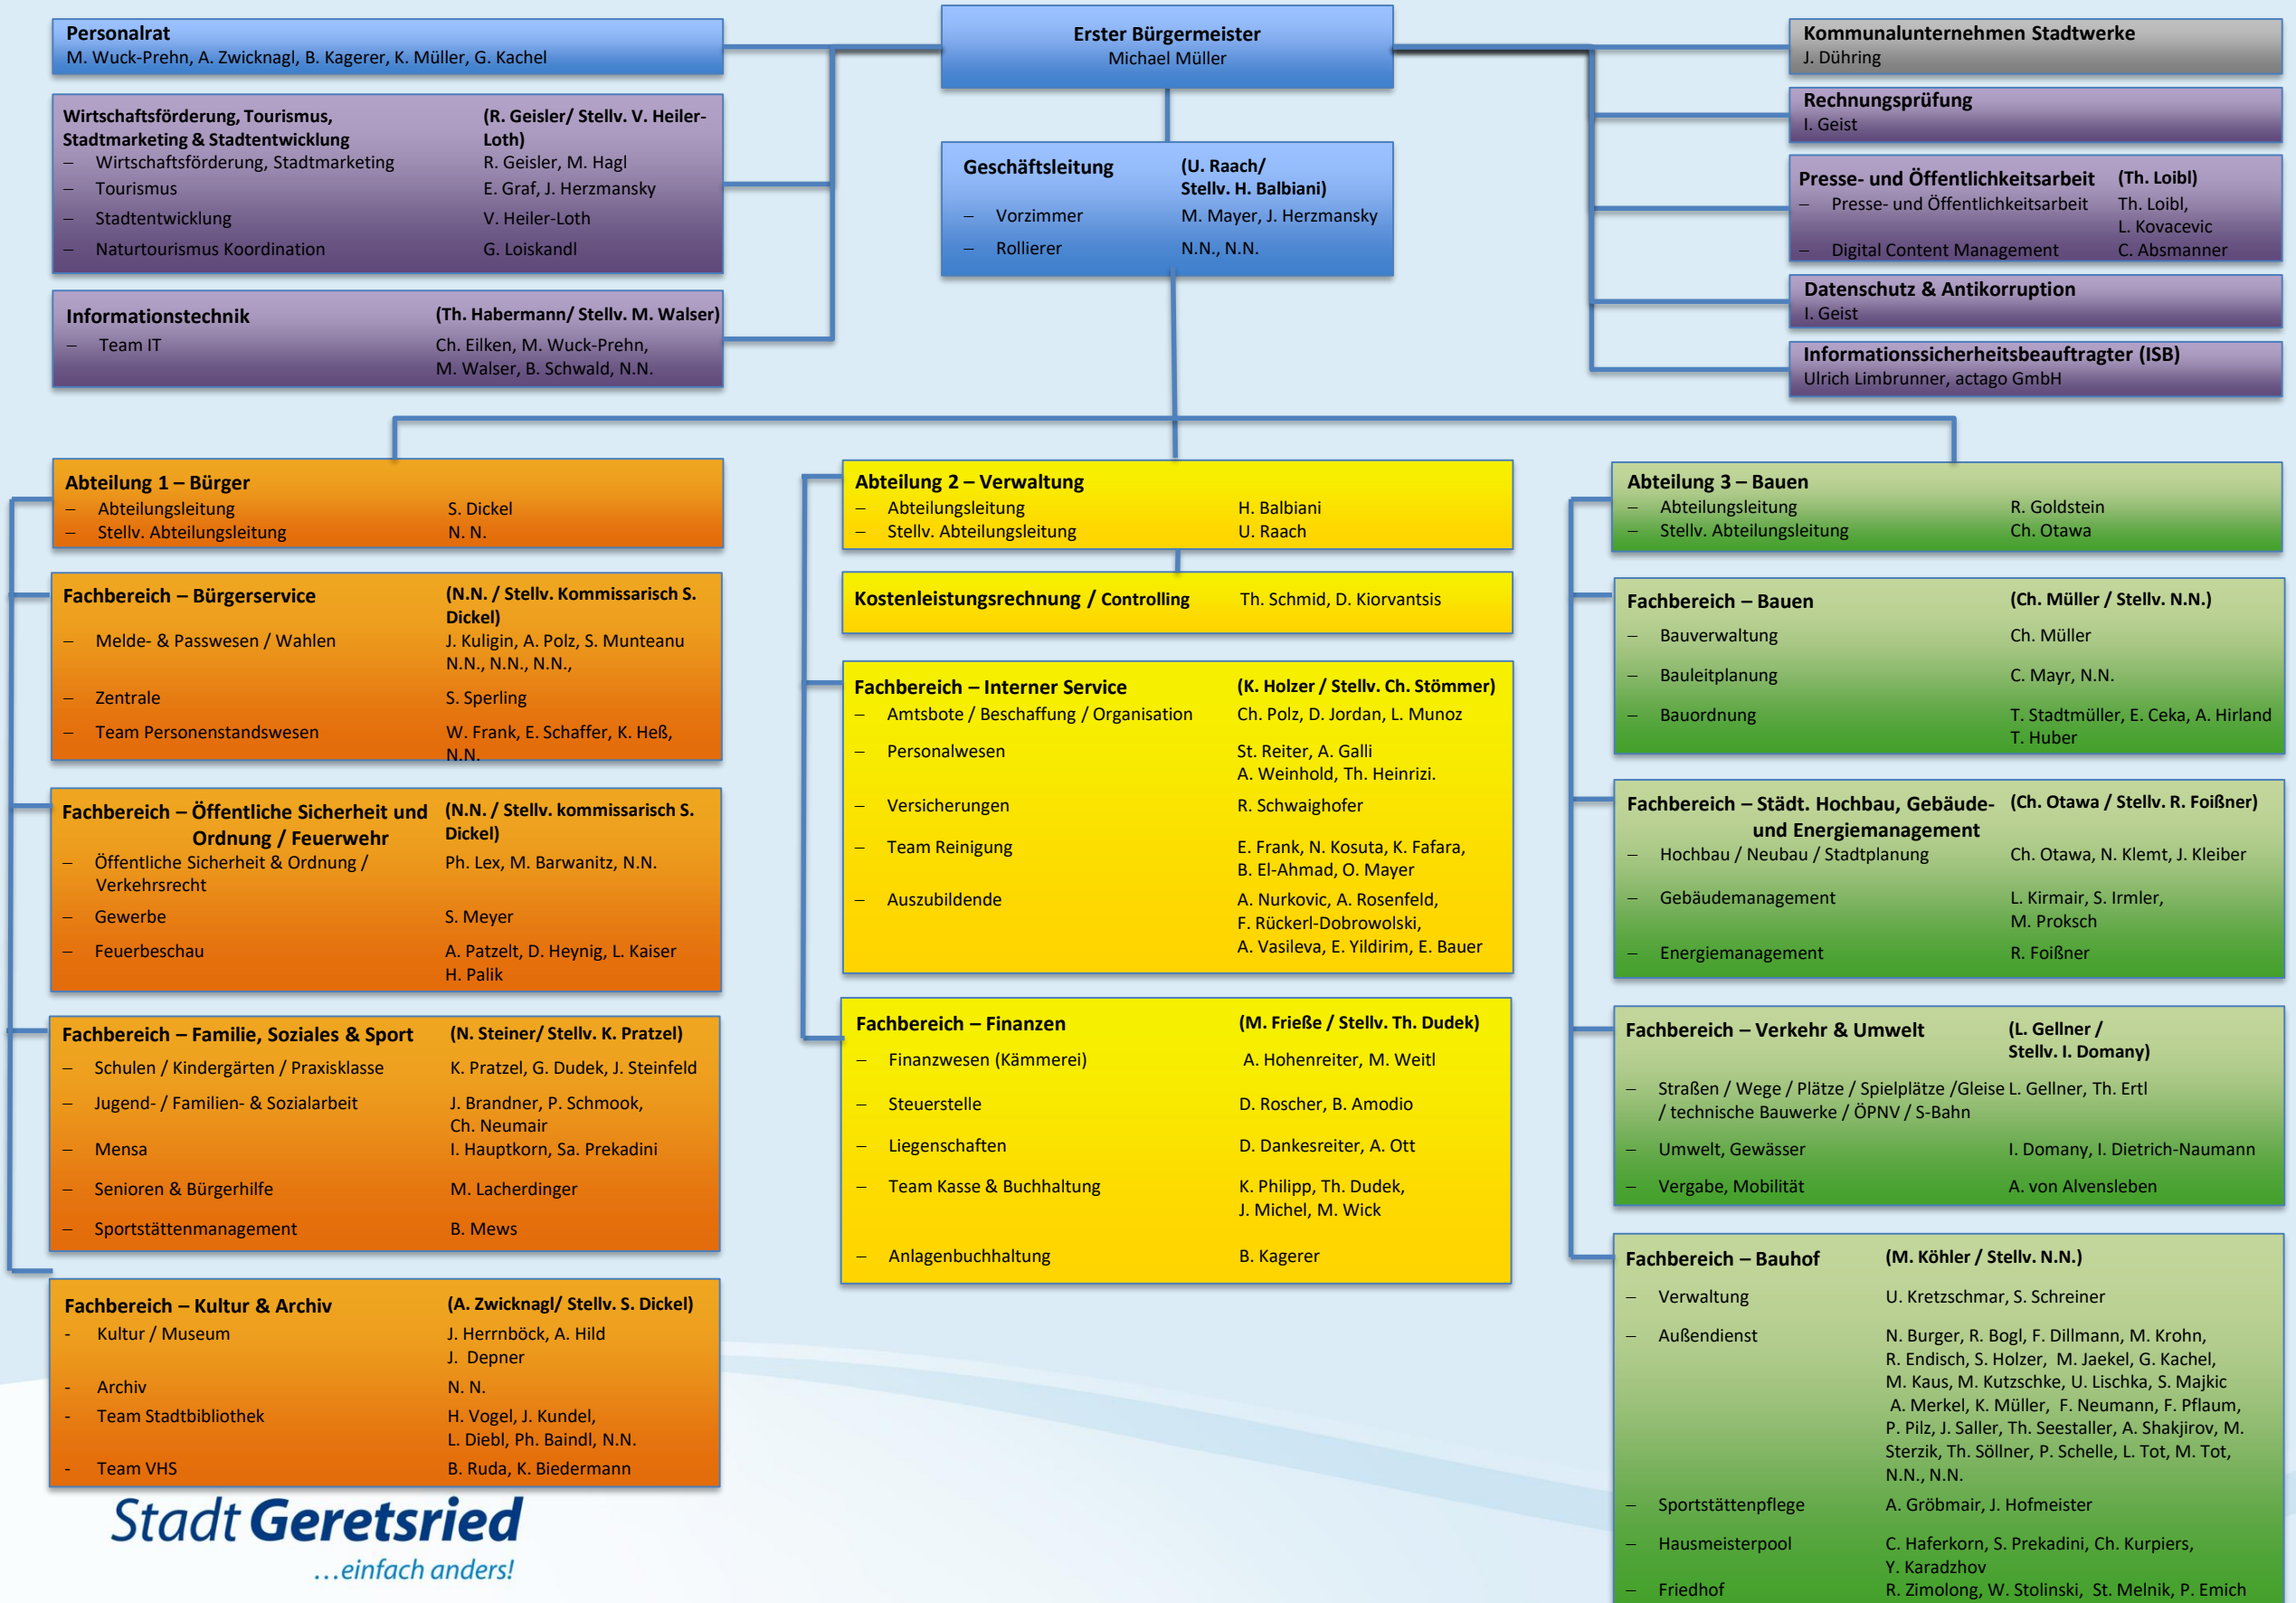 Personalrat
M. Wuck-Prehn, A. Zwicknagl, B. Kagerer, K. Müller, G. Kachel
Erster Bürgermeister
Michael Müller
Kommunalunternehmen Stadtwerke
J. Dühring
Wirtschaftsförderung, Tourismus, (R. Geisler/ Stellv. V. Heiler-
Stadtmarketing & Stadtentwicklung Loth)
– Wirtschaftsförderung, Stadtmarketing R. Geisler, M. Hagl
– Tourismus E. Graf, J. Herzmansky
– Stadtentwicklung V. Heiler-Loth
– Naturtourismus Koordination G. Loiskandl
Informationstechnik (Th. Habermann/ Stellv. M. Walser)
– Team IT Ch. Eilken, M. Wuck-Prehn,
M. Walser, B. Schwald, N.N.
Geschäftsleitung (U. Raach/
Stellv. H. Balbiani)
– Vorzimmer M. Mayer, J. Herzmansky
– Rollierer N.N., N.N.
Rechnungsprüfung
I. Geist
Presse- und Öffentlichkeitsarbeit (Th. Loibl)
– Presse- und Öffentlichkeitsarbeit Th. Loibl,
L. Kovacevic
– Digital Content Management C. Absmanner
Datenschutz & Antikorruption
I. Geist
Informationssicherheitsbeauftragter (ISB)
Ulrich Limbrunner, actago GmbH
Abteilung 1 – Bürger
– Abteilungsleitung S. Dickel
– Stellv. Abteilungsleitung N. N.
Fachbereich – Bürgerservice (N.N. / Stellv. Kommissarisch S.
Dickel)
– Melde- & Passwesen / Wahlen J. Kuligin, A. Polz, S. Munteanu
N.N., N.N., N.N.,
– Zentrale S. Sperling
– Team Personenstandswesen W. Frank, E. Schaffer, K. Heß,
N.N.
Fachbereich – Öffentliche Sicherheit und (N.N. / Stellv. kommissarisch S.
Ordnung / Feuerwehr Dickel)
– Öffentliche Sicherheit & Ordnung / Ph. Lex, M. Barwanitz, N.N.
Verkehrsrecht
– Gewerbe S. Meyer
– Feuerbeschau A. Patzelt, D. Heynig, L. Kaiser
H. Palik
Fachbereich – Familie, Soziales & Sport (N. Steiner/ Stellv. K. Pratzel)
– Schulen / Kindergärten / Praxisklasse K. Pratzel, G. Dudek, J. Steinfeld
– Jugend- / Familien- & Sozialarbeit J. Brandner, P. Schmook,
Ch. Neumair
– Mensa I. Hauptkorn, Sa. Prekadini
– Senioren & Bürgerhilfe M. Lacherdinger
– Sportstättenmanagement B. Mews
Fachbereich – Kultur & Archiv (A. Zwicknagl/ Stellv. S. Dickel)
- Kultur / Museum J. Herrnböck, A. Hild
J. Depner
- Archiv N. N.
- Team Stadtbibliothek H. Vogel, J. Kundel,
L. Diebl, Ph. Baindl, N.N.
- Team VHS B. Ruda, K. Biedermann
Abteilung 2 – Verwaltung
– Abteilungsleitung H. Balbiani
– Stellv. Abteilungsleitung U. Raach
Kostenleistungsrechnung / Controlling Th. Schmid, D. Kiorvantsis
Fachbereich – Interner Service (K. Holzer / Stellv. Ch. Stömmer)
– Amtsbote / Beschaffung / Organisation Ch. Polz, D. Jordan, L. Munoz
– Personalwesen St. Reiter, A. Galli
A. Weinhold, Th. Heinrizi.
– Versicherungen R. Schwaighofer
– Team Reinigung E. Frank, N. Kosuta, K. Fafara,
B. El-Ahmad, O. Mayer
– Auszubildende A. Nurkovic, A. Rosenfeld,
F. Rückerl-Dobrowolski,
A. Vasileva, E. Yildirim, E. Bauer
Fachbereich – Finanzen (M. Frieße / Stellv. Th. Dudek)
– Finanzwesen (Kämmerei) A. Hohenreiter, M. Weitl
– Steuerstelle D. Roscher, B. Amodio
– Liegenschaften D. Dankesreiter, A. Ott
– Team Kasse & Buchhaltung K. Philipp, Th. Dudek,
J. Michel, M. Wick
– Anlagenbuchhaltung B. Kagerer
Abteilung 3 – Bauen
– Abteilungsleitung R. Goldstein
– Stellv. Abteilungsleitung Ch. Otawa
Fachbereich – Bauen (Ch. Müller / Stellv. N.N.)
– Bauverwaltung Ch. Müller
– Bauleitplanung C. Mayr, N.N.
– Bauordnung T. Stadtmüller, E. Ceka, A. Hirland
T. Huber
Fachbereich – Städt. Hochbau, Gebäude- (Ch. Otawa / Stellv. R. Foißner)
und Energiemanagement
– Hochbau / Neubau / Stadtplanung Ch. Otawa, N. Klemt, J. Kleiber
– Gebäudemanagement L. Kirmair, S. Irmler,
M. Proksch
– Energiemanagement R. Foißner
Fachbereich – Verkehr & Umwelt (L. Gellner /
Stellv. I. Domany)
– Straßen / Wege / Plätze / Spielplätze /Gleise L. Gellner, Th. Ertl
/ technische Bauwerke / ÖPNV / S-Bahn
– Umwelt, Gewässer I. Domany, I. Dietrich-Naumann
– Vergabe, Mobilität A. von Alvensleben
Fachbereich – Bauhof (M. Köhler / Stellv. N.N.)
– Verwaltung U. Kretzschmar, S. Schreiner
– Außendienst N. Burger, R. Bogl, F. Dillmann, M. Krohn,
R. Endisch, S. Holzer, M. Jaekel, G. Kachel,
M. Kaus, M. Kutzschke, U. Lischka, S. Majkic
A. Merkel, K. Müller, F. Neumann, F. Pflaum,
P. Pilz, J. Saller, Th. Seestaller, A. Shakjirov, M.
Sterzik, Th. Söllner, P. Schelle, L. Tot, M. Tot,
N.N., N.N.
– Sportstättenpflege A. Gröbmair, J. Hofmeister
– Hausmeisterpool C. Haferkorn, S. Prekadini, Ch. Kurpiers,
Y. Karadzhov
– Friedhof R. Zimolong, W. Stolinski, St. Melnik, P. Emich
Stadt Geretsried
...einfach anders!